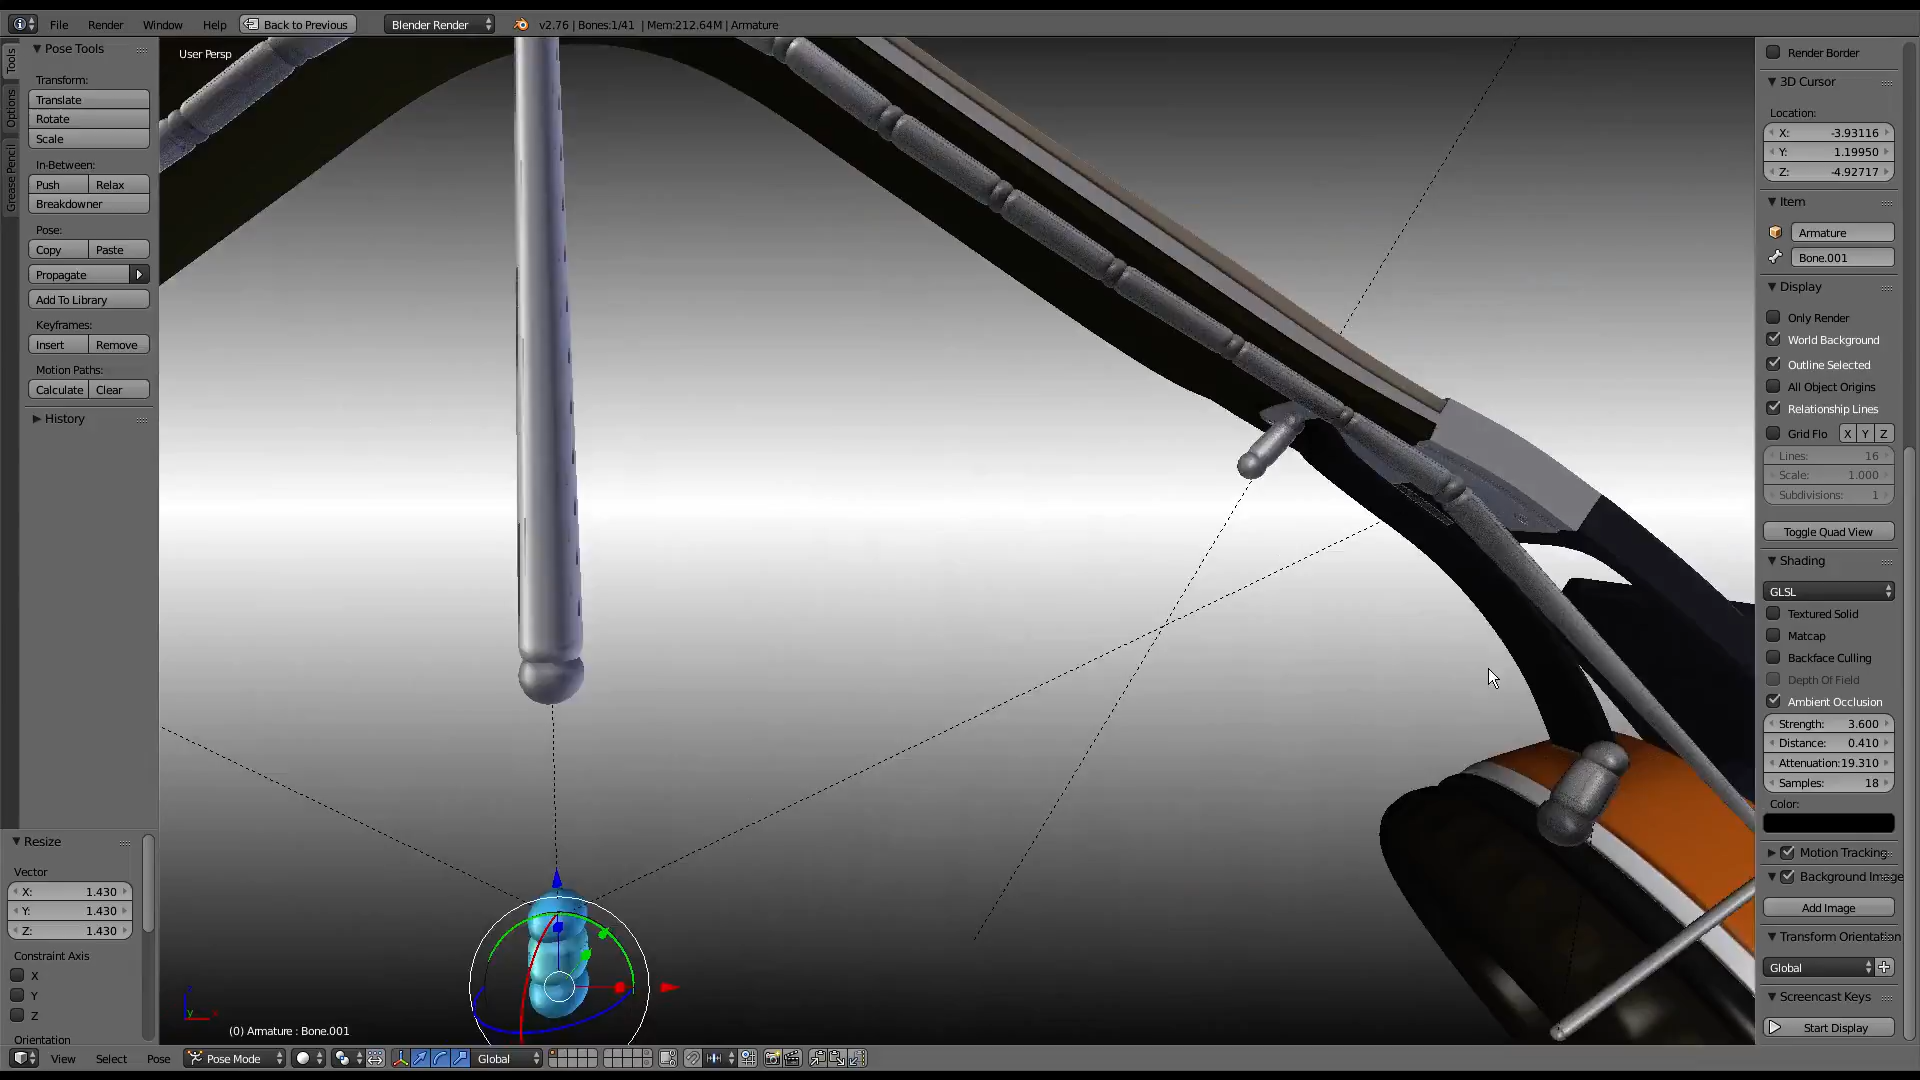 File Render Window Help Back to Previous Blender Render v2.76 | Bones:1/41 | Mem:212.64M | Armature
Tools
Options
Grease Pencil
Pose Tools
Transform:
Translate
Rotate
Scale
In-Between:
Push Relax
Breakdowner
Pose:
Copy Paste
Propagate
Add To Library
Keyframes:
Insert Remove
Motion Paths:
Calculate Clear
History
Resize
Vector
X: 1.430
Y: 1.430
Z: 1.430
Constraint Axis
X
Y
Z
Orientation
User Persp
(0) Armature : Bone.001
Render Border
3D Cursor
Location:
X: -3.93116
Y: 1.19950
Z: -4.92717
Item
Armature
Bone.001
Display
Only Render
World Background
Outline Selected
All Object Origins
Relationship Lines
Grid Flo X Y Z
Lines: 16
Scale: 1.000
Subdivisions: 1
Toggle Quad View
Shading
GLSL
Textured Solid
Matcap
Backface Culling
Depth Of Field
Ambient Occlusion
Strength: 3.600
Distance: 0.410
Attenuation: 19.310
Samples: 18
Color:
Motion Tracking
Background Image
Add Image
Transform Orientation
Global
Screencast Keys
Start Display
View Select Pose Pose Mode Global